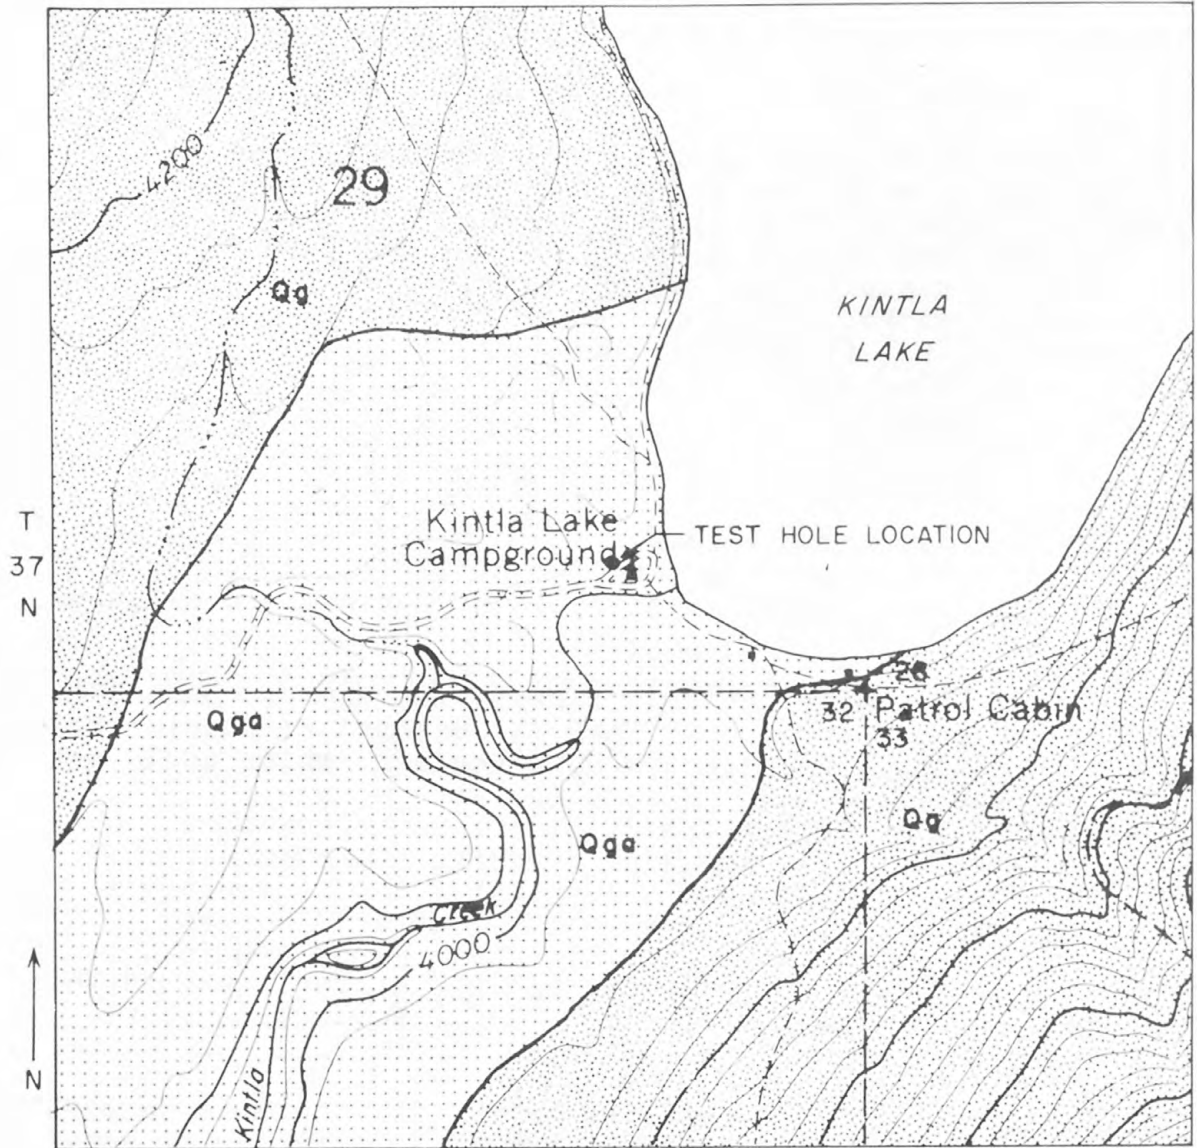 4200
29
Qg
KINTLA
LAKE
T
37
N
Kintla Lake
Campground
TEST HOLE LOCATION
28
32 Patrol Cabin
33
Qga
Qg
Qga
Creek
4000
Kintla
N